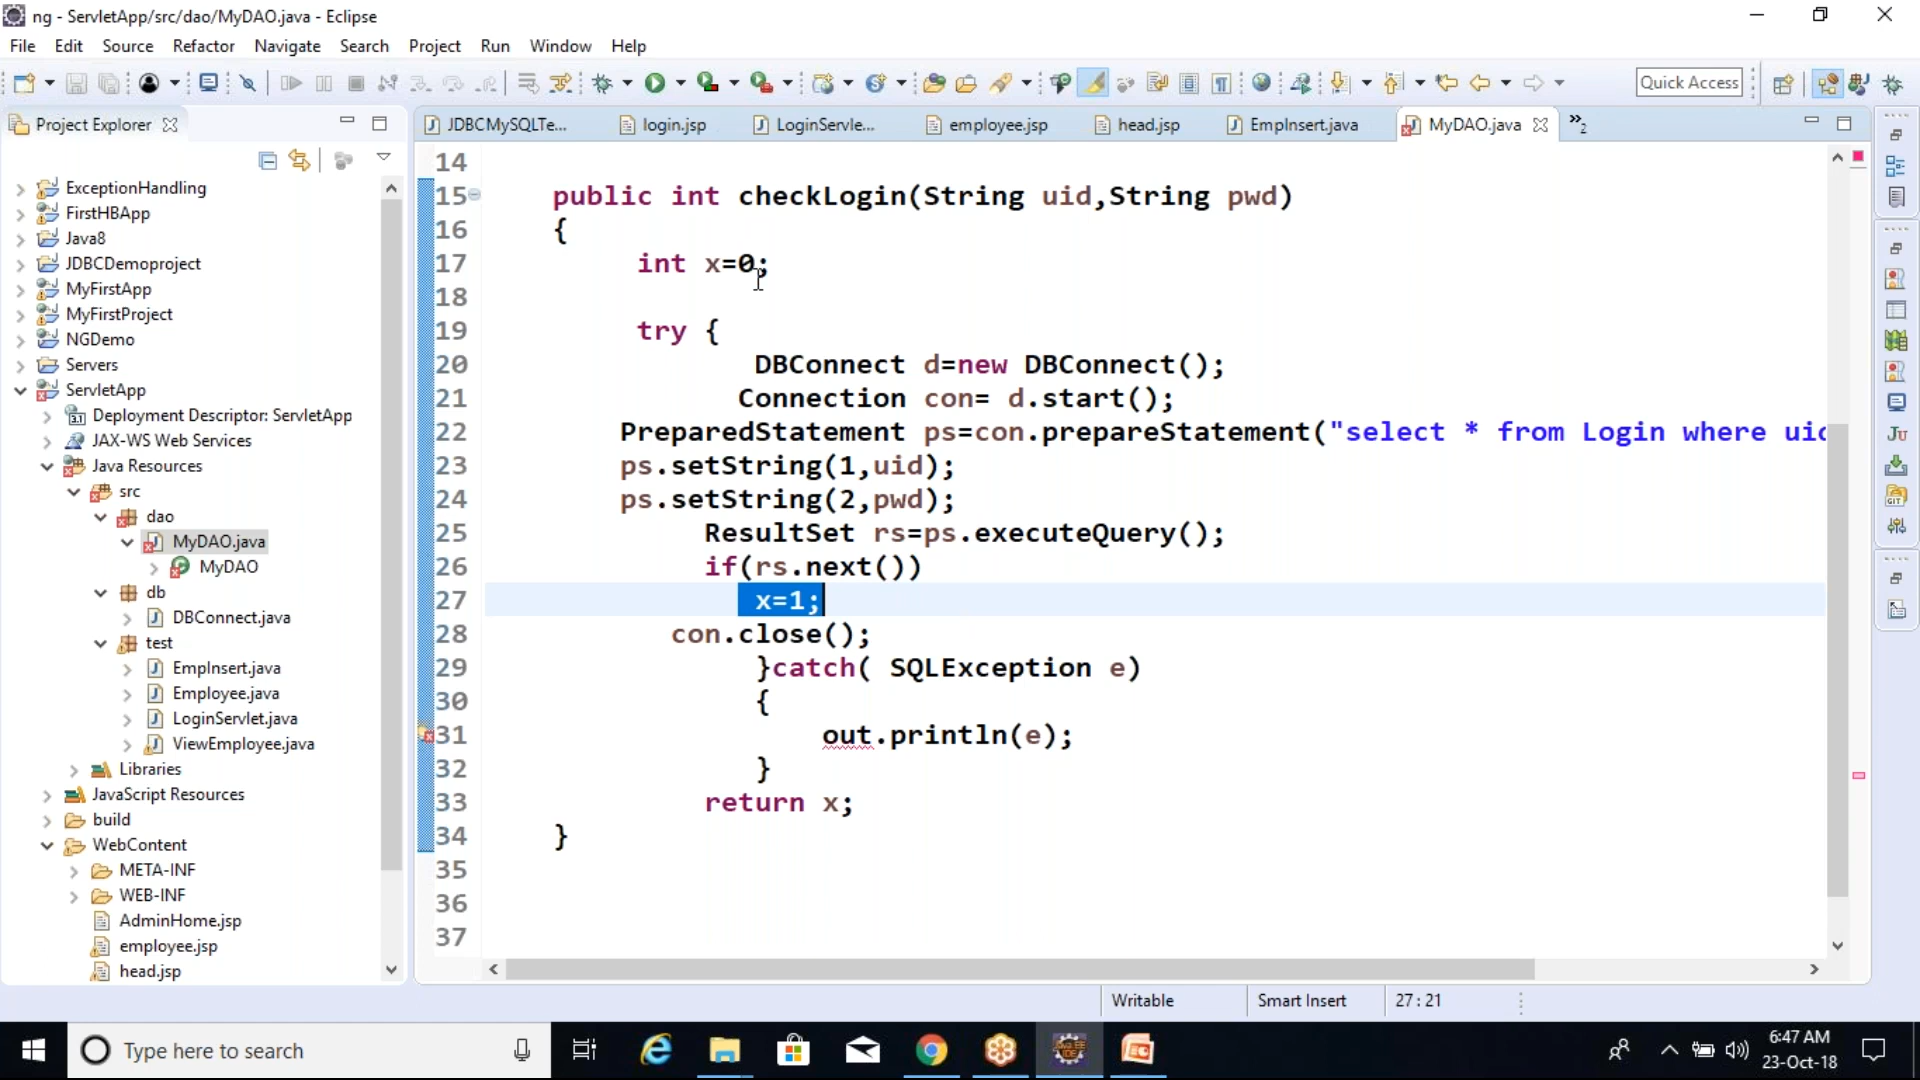 ng - ServletApp/src/dao/MyDAO.java - Eclipse
File Edit Source Refactor Navigate Search Project Run Window Help
Quick Access
Project Explorer
JDBCMySQLTe... login.jsp LoginServle... employee.jsp head.jsp EmpInsert.java MyDAO.java »2
ExceptionHandling
FirstHBApp
Java8
JDBCDemoproject
MyFirstApp
MyFirstProject
NGDemo
Servers
ServletApp
Deployment Descriptor: ServletApp
JAX-WS Web Services
Java Resources
src
dao
MyDAO.java
MyDAO
db
DBConnect.java
test
EmpInsert.java
Employee.java
LoginServlet.java
ViewEmployee.java
Libraries
JavaScript Resources
build
WebContent
META-INF
WEB-INF
AdminHome.jsp
employee.jsp
head.jsp
14
15 public int checkLogin(String uid,String pwd)
16 {
17 int x=0;
18
19 try {
20 DBConnect d=new DBConnect();
21 Connection con= d.start();
22 PreparedStatement ps=con.prepareStatement("select * from Login where uid
23 ps.setString(1,uid);
24 ps.setString(2,pwd);
25 ResultSet rs=ps.executeQuery();
26 if(rs.next())
27 x=1;
28 con.close();
29 }catch( SQLException e)
30 {
31 out.println(e);
32 }
33 return x;
34 }
35
36
37
Writable Smart Insert 27 : 21
Type here to search
6:47 AM
23-Oct-18